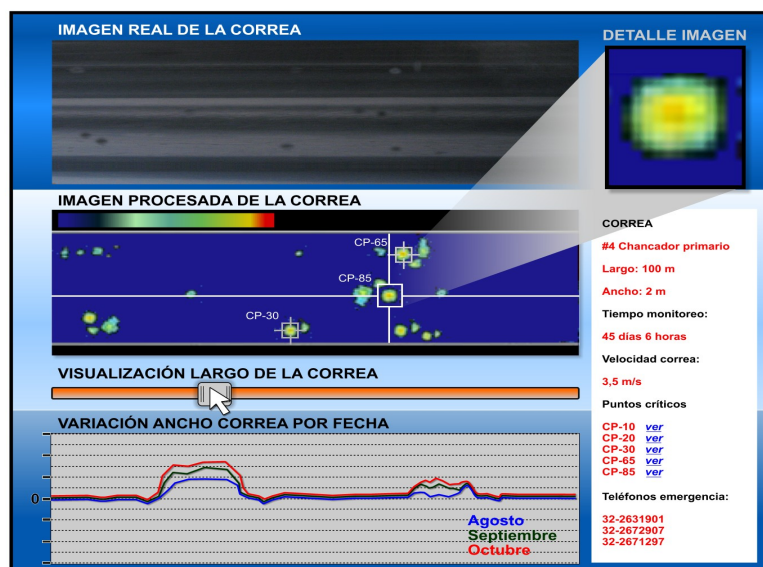 IMAGEN REAL DE LA CORREA
DETALLE IMAGEN
IMAGEN PROCESADA DE LA CORREA
CP-65
CP-85
CP-30
VISUALIZACIÓN LARGO DE LA CORREA
VARIACIÓN ANCHO CORREA POR FECHA
0
Agosto
Septiembre
Octubre
CORREA
#4 Chancador primario
Largo: 100 m
Ancho: 2 m
Tiempo monitoreo:
45 días 6 horas
Velocidad correa:
3,5 m/s
Puntos críticos
CP-10 ver
CP-20 ver
CP-30 ver
CP-65 ver
CP-85 ver
Teléfonos emergencia:
32-2631901
32-2672907
32-2671297